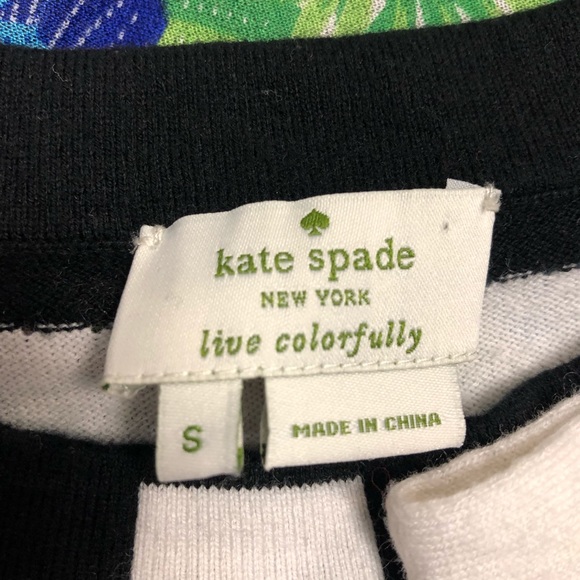 kate spade
NEW YORK
live colorfully
S
MADE IN CHINA